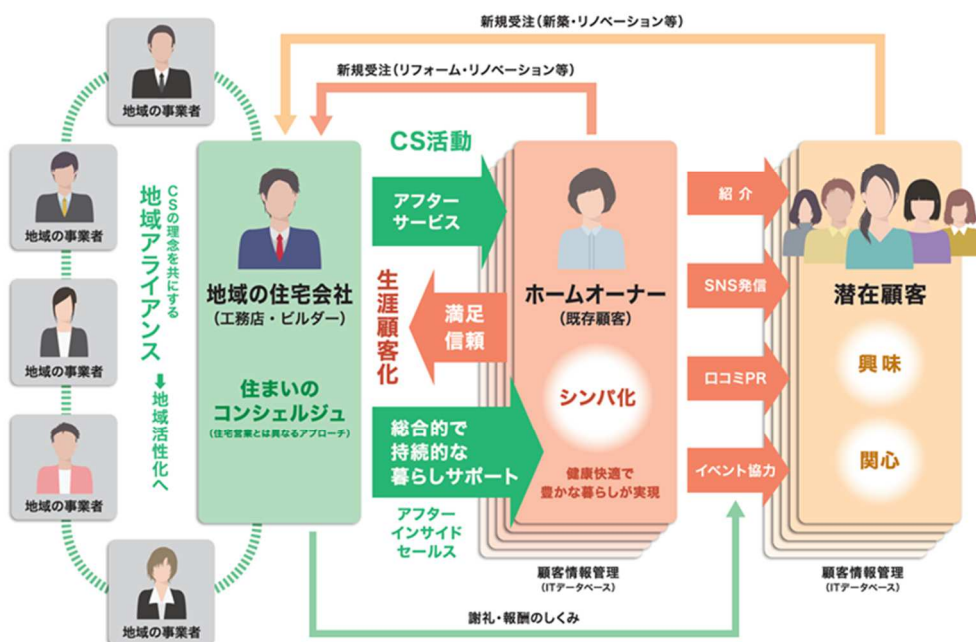 新規受注(新築・リノベーション等)
新規受注(リフォーム・リノベーション等)
地域の事業者
地域の事業者
地域の事業者
地域の事業者
地域の事業者
CSの理念を共にする
地域アライアンス
➡地域活性化へ
地域の住宅会社
(工務店・ビルダー)
住まいの
コンシェルジュ
(住宅営業とは異なるアプローチ)
CS活動
アフター
サービス
生涯顧客化
満足
信頼
総合的で
持続的な
暮らしサポート
アフター
インサイド
セールス
ホームオーナー
(既存顧客)
シンパ化
健康快適で
豊かな暮らしが実現
顧客情報管理
(ITデータベース)
紹介
SNS発信
口コミPR
イベント協力
潜在顧客
興味
関心
顧客情報管理
(ITデータベース)
謝礼・報酬のしくみ